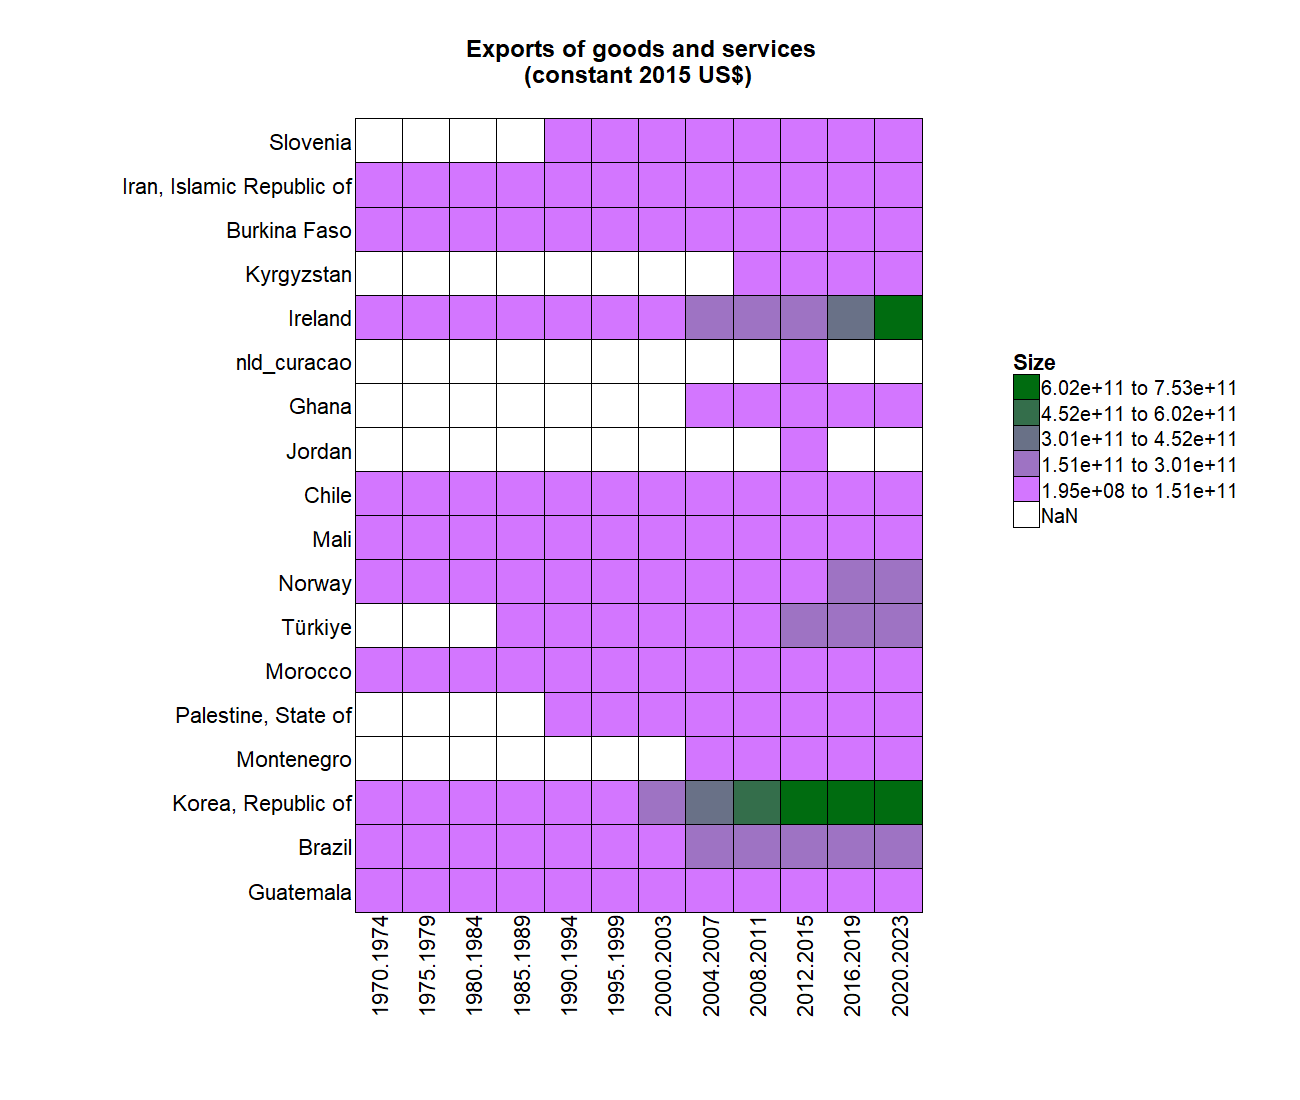 Exports of goods and services
(constant 2015 US$)
Slovenia
Iran, Islamic Republic of
Burkina Faso
Kyrgyzstan
Ireland
nld_curacao
Ghana
Jordan
Chile
Mali
Norway
Türkiye
Morocco
Palestine, State of
Montenegro
Korea, Republic of
Brazil
Guatemala
1970.1974
1975.1979
1980.1984
1985.1989
1990.1994
1995.1999
2000.2003
2004.2007
2008.2011
2012.2015
2016.2019
2020.2023
Size
6.02e+11 to 7.53e+11
4.52e+11 to 6.02e+11
3.01e+11 to 4.52e+11
1.51e+11 to 3.01e+11
1.95e+08 to 1.51e+11
NaN